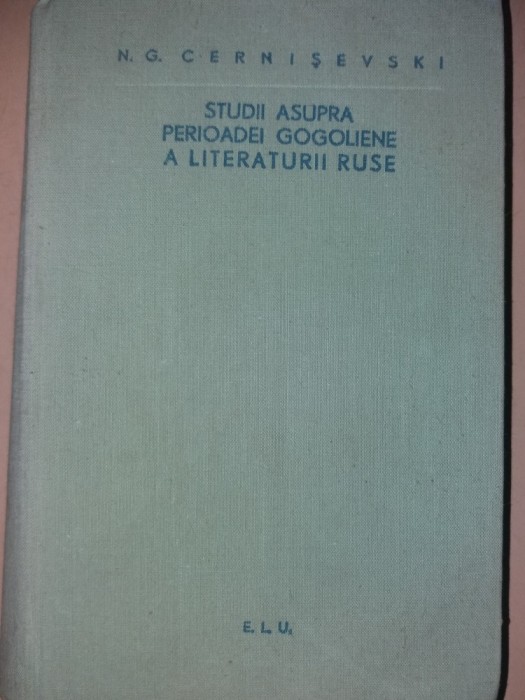 N. G. CERNIŞEVSKI
STUDII ASUPRA
PERIOADEI GOGOLIENE
A LITERATURII RUSE
E. L. U.